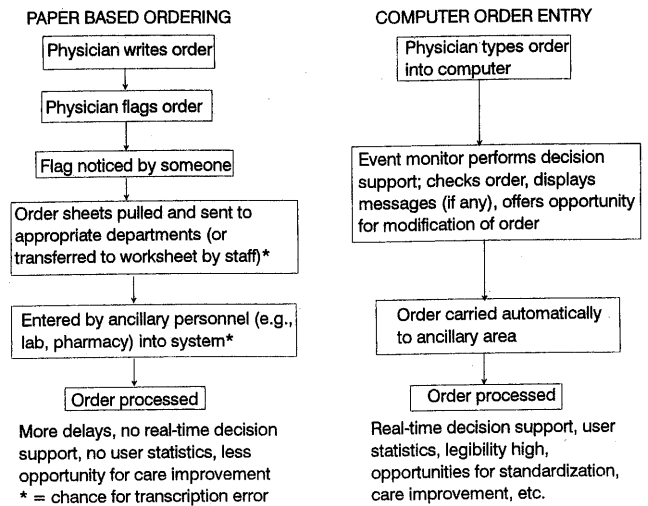 PAPER BASED ORDERING
Physician writes order
Physician flags order
Flag noticed by someone
Order sheets pulled and sent to
appropriate departments (or
transferred to worksheet by staff)*
Entered by ancillary personnel (e.g.,
lab, pharmacy) into system*
Order processed
More delays, no real-time decision
support, no user statistics, less
opportunity for care improvement
* = chance for transcription error
COMPUTER ORDER ENTRY
Physician types order
into computer
Event monitor performs decision
support; checks order, displays
messages (if any), offers opportunity
for modification of order
Order carried automatically
to ancillary area
Order processed
Real-time decision support, user
statistics, legibility high,
opportunities for standardization,
care improvement, etc.